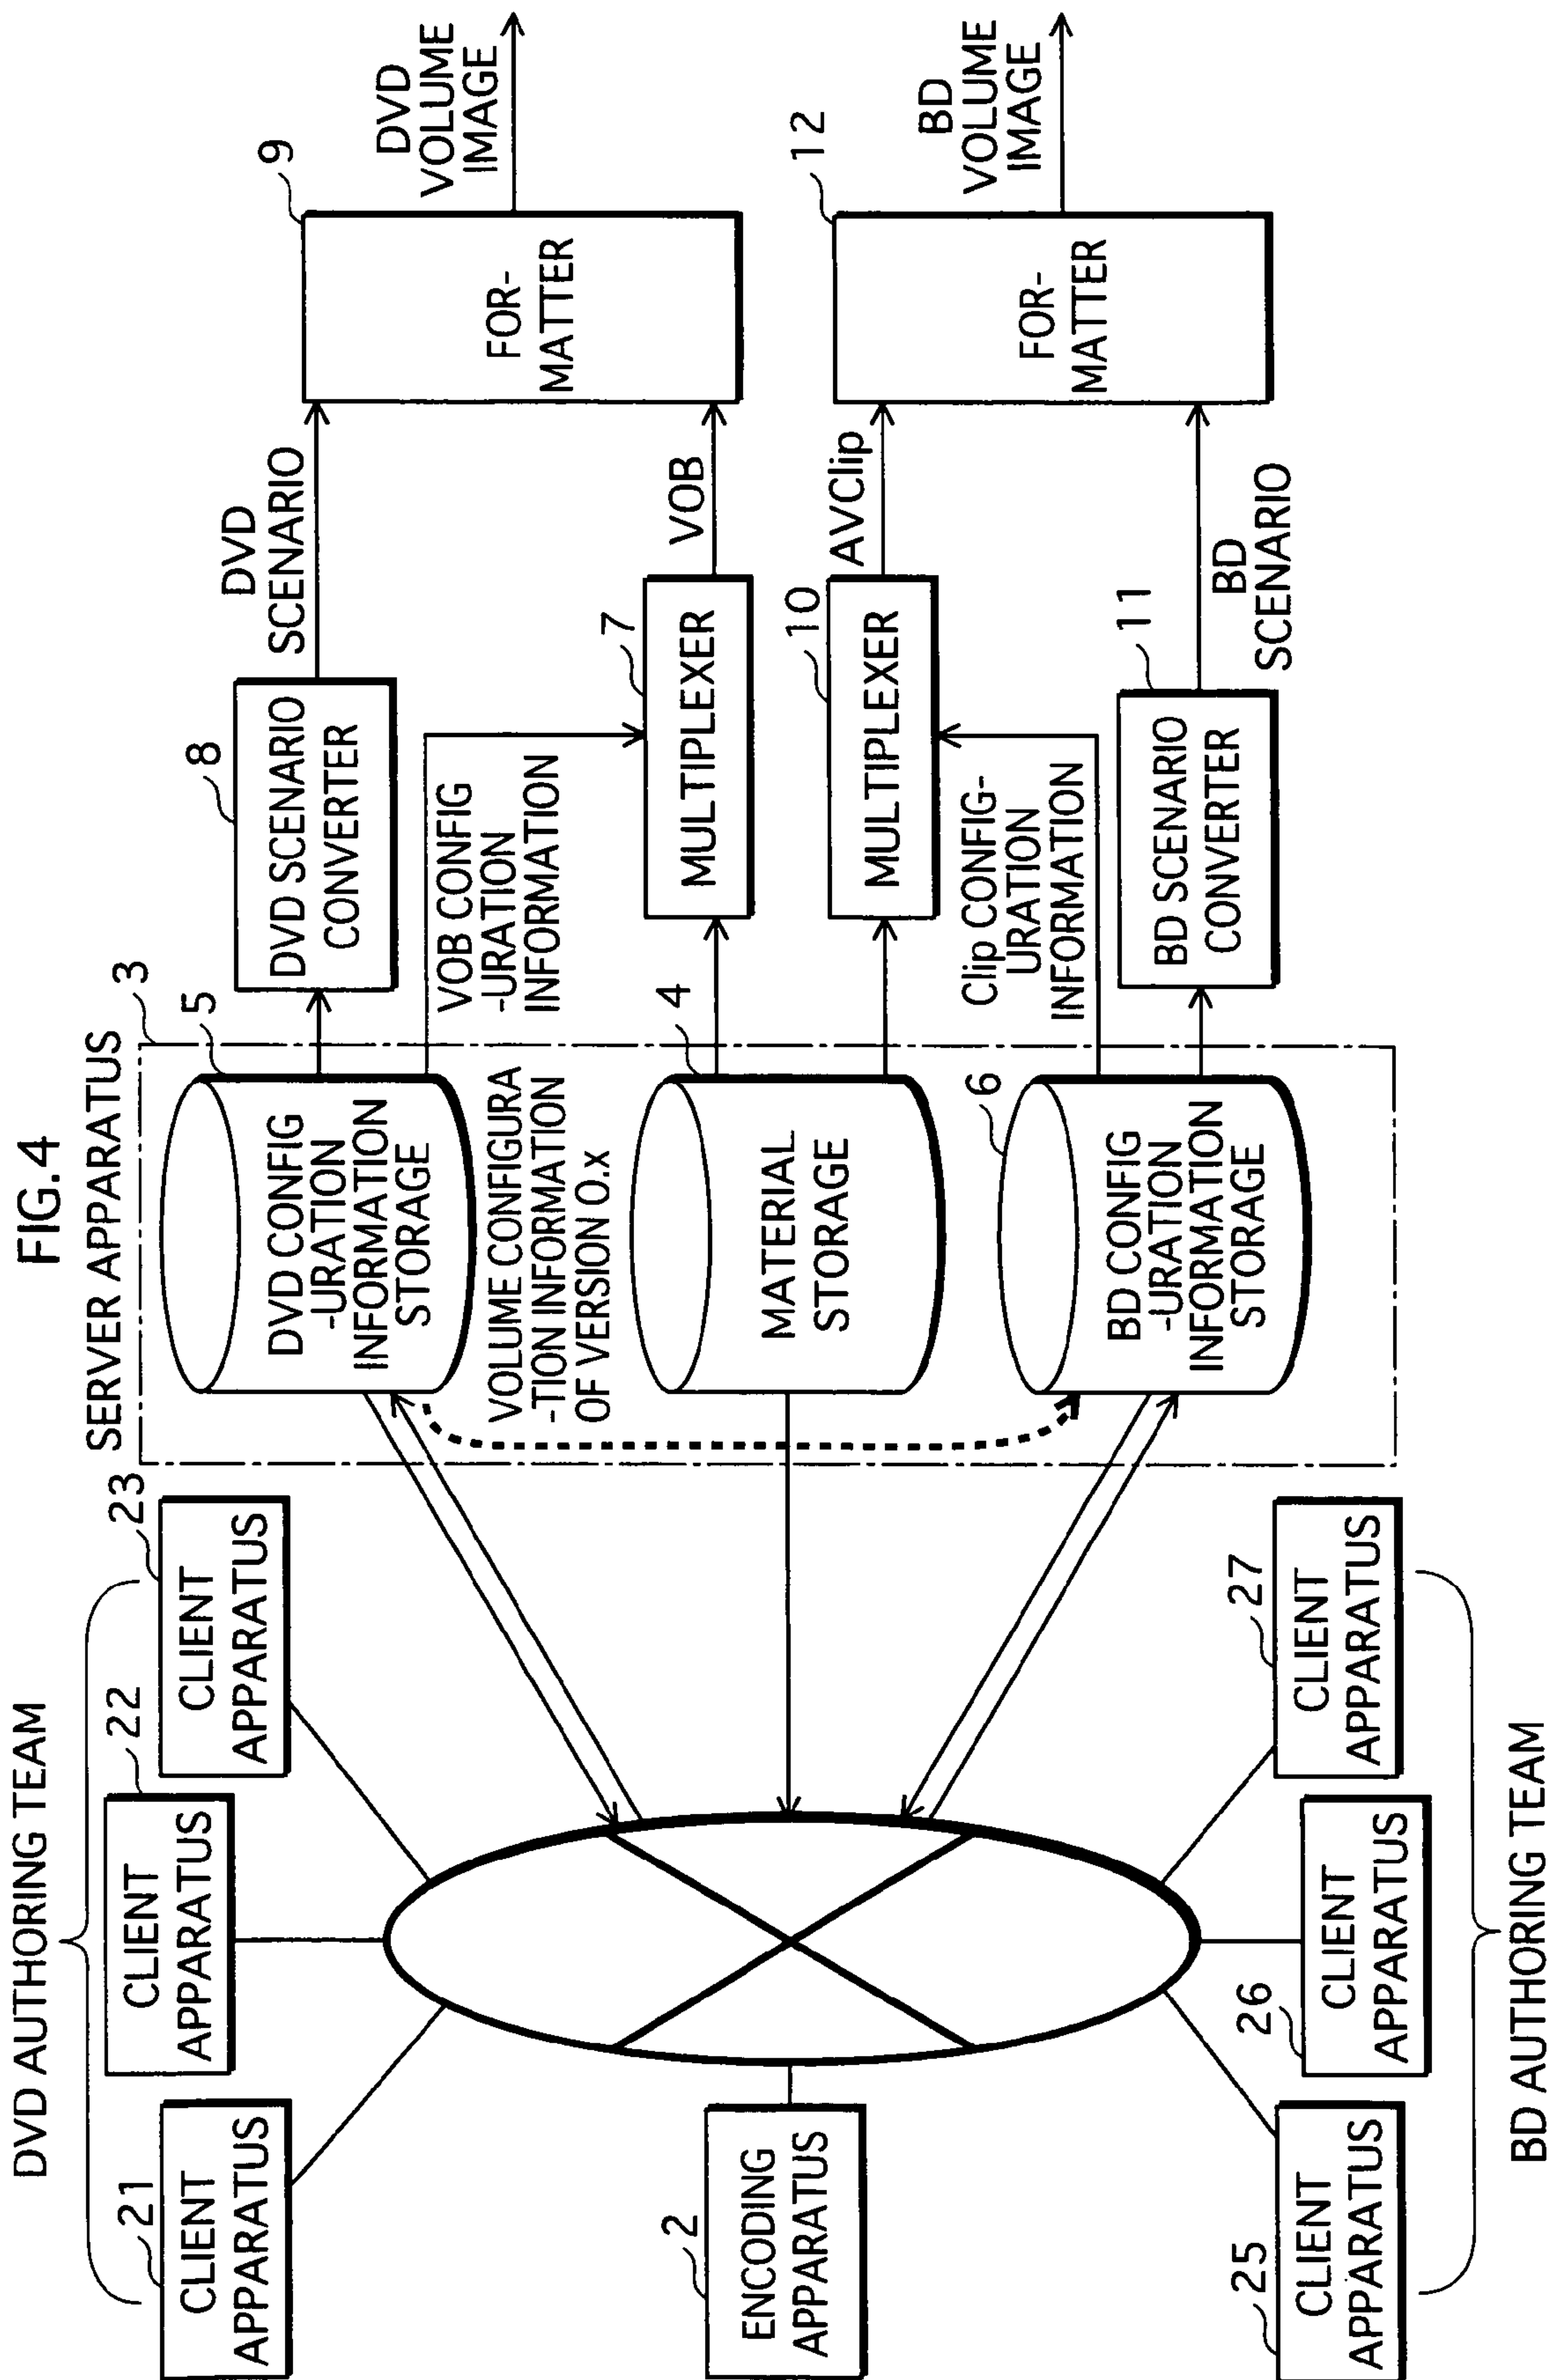 FIG.4
DVD AUTHORING TEAM
21
CLIENT
APPARATUS
22
CLIENT
APPARATUS
23
CLIENT
APPARATUS
2
ENCODING
APPARATUS
25
CLIENT
APPARATUS
26
CLIENT
APPARATUS
27
CLIENT
APPARATUS
BD AUTHORING TEAM
SERVER APPARATUS
3
5
DVD CONFIG
-URATION
INFORMATION
STORAGE
VOLUME CONFIGURA
-TION INFORMATION
OF VERSION 0.x
4
MATERIAL
STORAGE
6
BD CONFIG
-URATION
INFORMATION
STORAGE
8
DVD SCENARIO
CONVERTER
VOB CONFIG
-URATION
INFORMATION
7
MULTIPLEXER
10
MULTIPLEXER
Clip CONFIG-
URATION
INFORMATION
11
BD SCENARIO
CONVERTER
DVD
SCENARIO
VOB
AVClip
BD
SCENARIO
9
FOR-
MATTER
12
FOR-
MATTER
DVD
VOLUME
IMAGE
BD
VOLUME
IMAGE